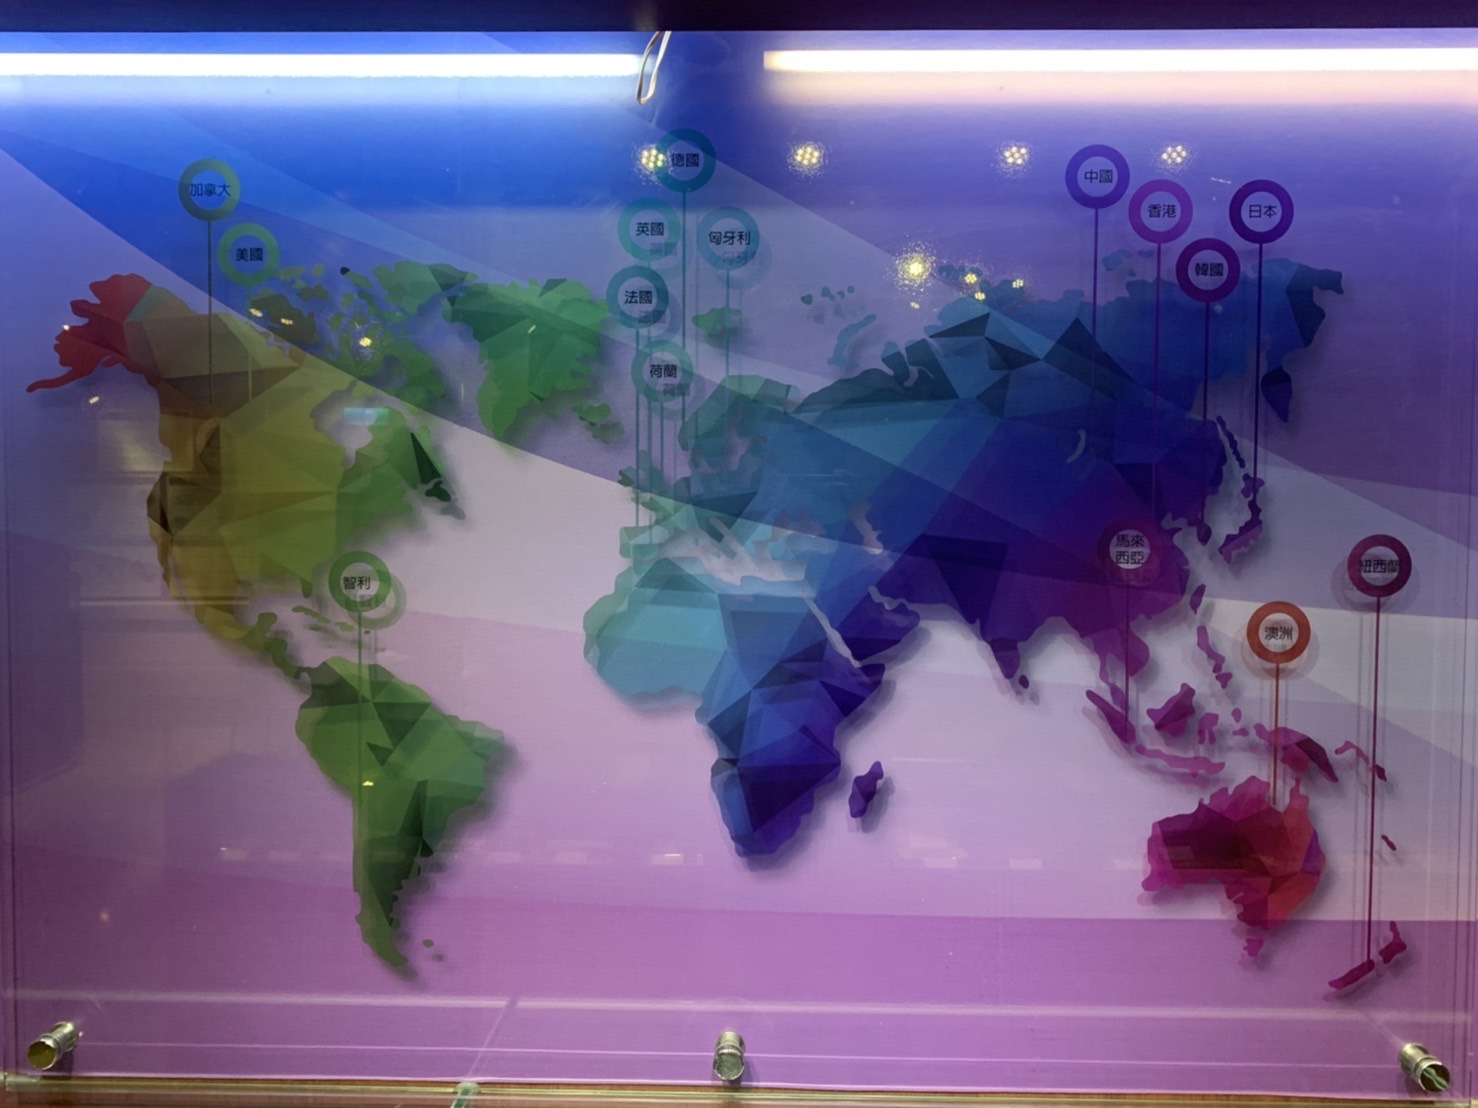 德國
加拿大
中國
香港
日本
英國
匈牙利
美國
韓國
法國
荷蘭
馬來
西亞
紐西蘭
智利
澳洲